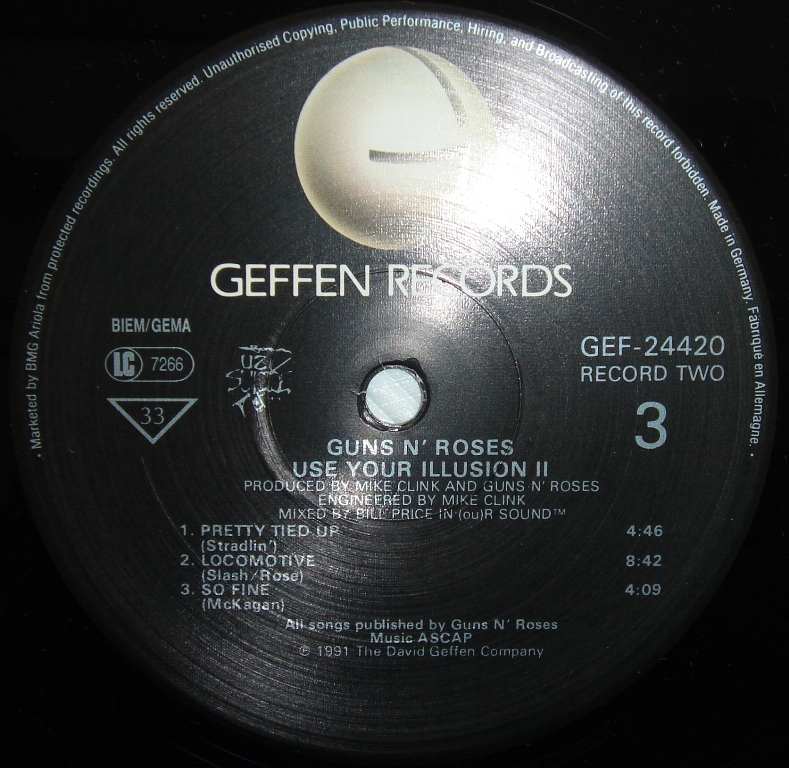 · Marketed by BMG Ariola from protected recordings. All rights reserved. Unauthorised Copying, Public Performance, Hiring, and Broadcasting of this record forbidden. Made in Germany. Fabriqué en Allemagne. ·
GEFFEN RECORDS
BIEM/GEMA
LC 7266
33
GEF-24420
RECORD TWO
3
GUNS N' ROSES
USE YOUR ILLUSION II
PRODUCED BY MIKE CLINK AND GUNS N' ROSES
ENGINEERED BY MIKE CLINK
MIXED BY BILL PRICE IN (ou)R SOUND™
1. PRETTY TIED UP 4:46
(Stradlin')
2. LOCOMOTIVE 8:42
(Slash/Rose)
3. SO FINE 4:09
(McKagan)
All songs published by Guns N' Roses
Music ASCAP
℗ 1991 The David Geffen Company